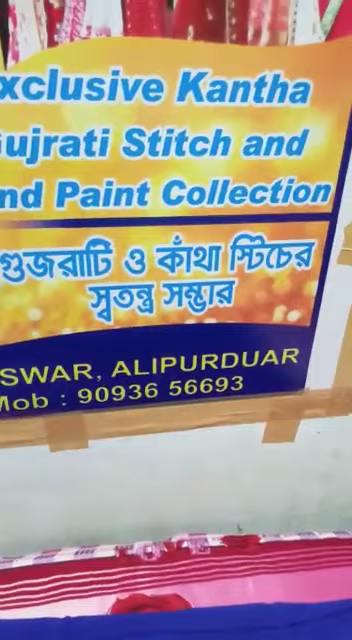 xclusive Kantha
ujrati Stitch and
nd Paint Collection
গুজরাটি ও কাঁথা স্টিচের
স্বতন্ত্র সম্ভার
SWAR, ALIPURDUAR
Mob : 90936 56693